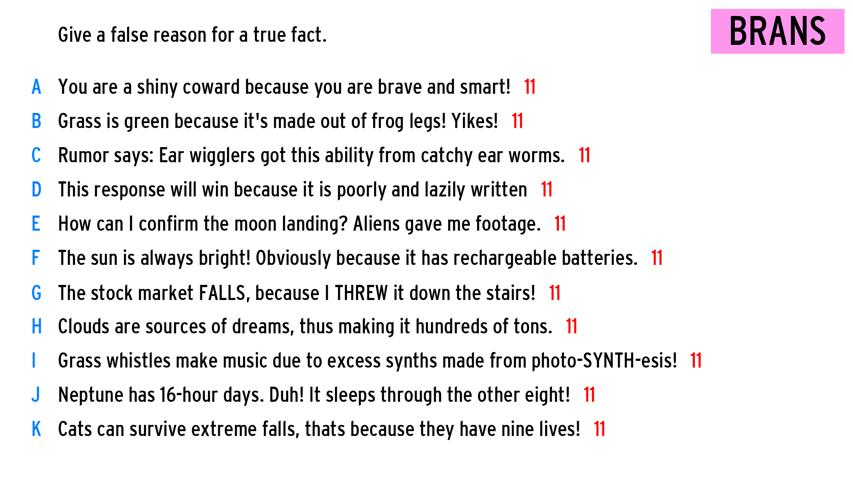 Give a false reason for a true fact.
BRANS
A You are a shiny coward because you are brave and smart! 11
B Grass is green because it's made out of frog legs! Yikes! 11
C Rumor says: Ear wigglers got this ability from catchy ear worms. 11
D This response will win because it is poorly and lazily written 11
E How can I confirm the moon landing? Aliens gave me footage. 11
F The sun is always bright! Obviously because it has rechargeable batteries. 11
G The stock market FALLS, because I THREW it down the stairs! 11
H Clouds are sources of dreams, thus making it hundreds of tons. 11
I Grass whistles make music due to excess synths made from photo-SYNTH-esis! 11
J Neptune has 16-hour days. Duh! It sleeps through the other eight! 11
K Cats can survive extreme falls, thats because they have nine lives! 11